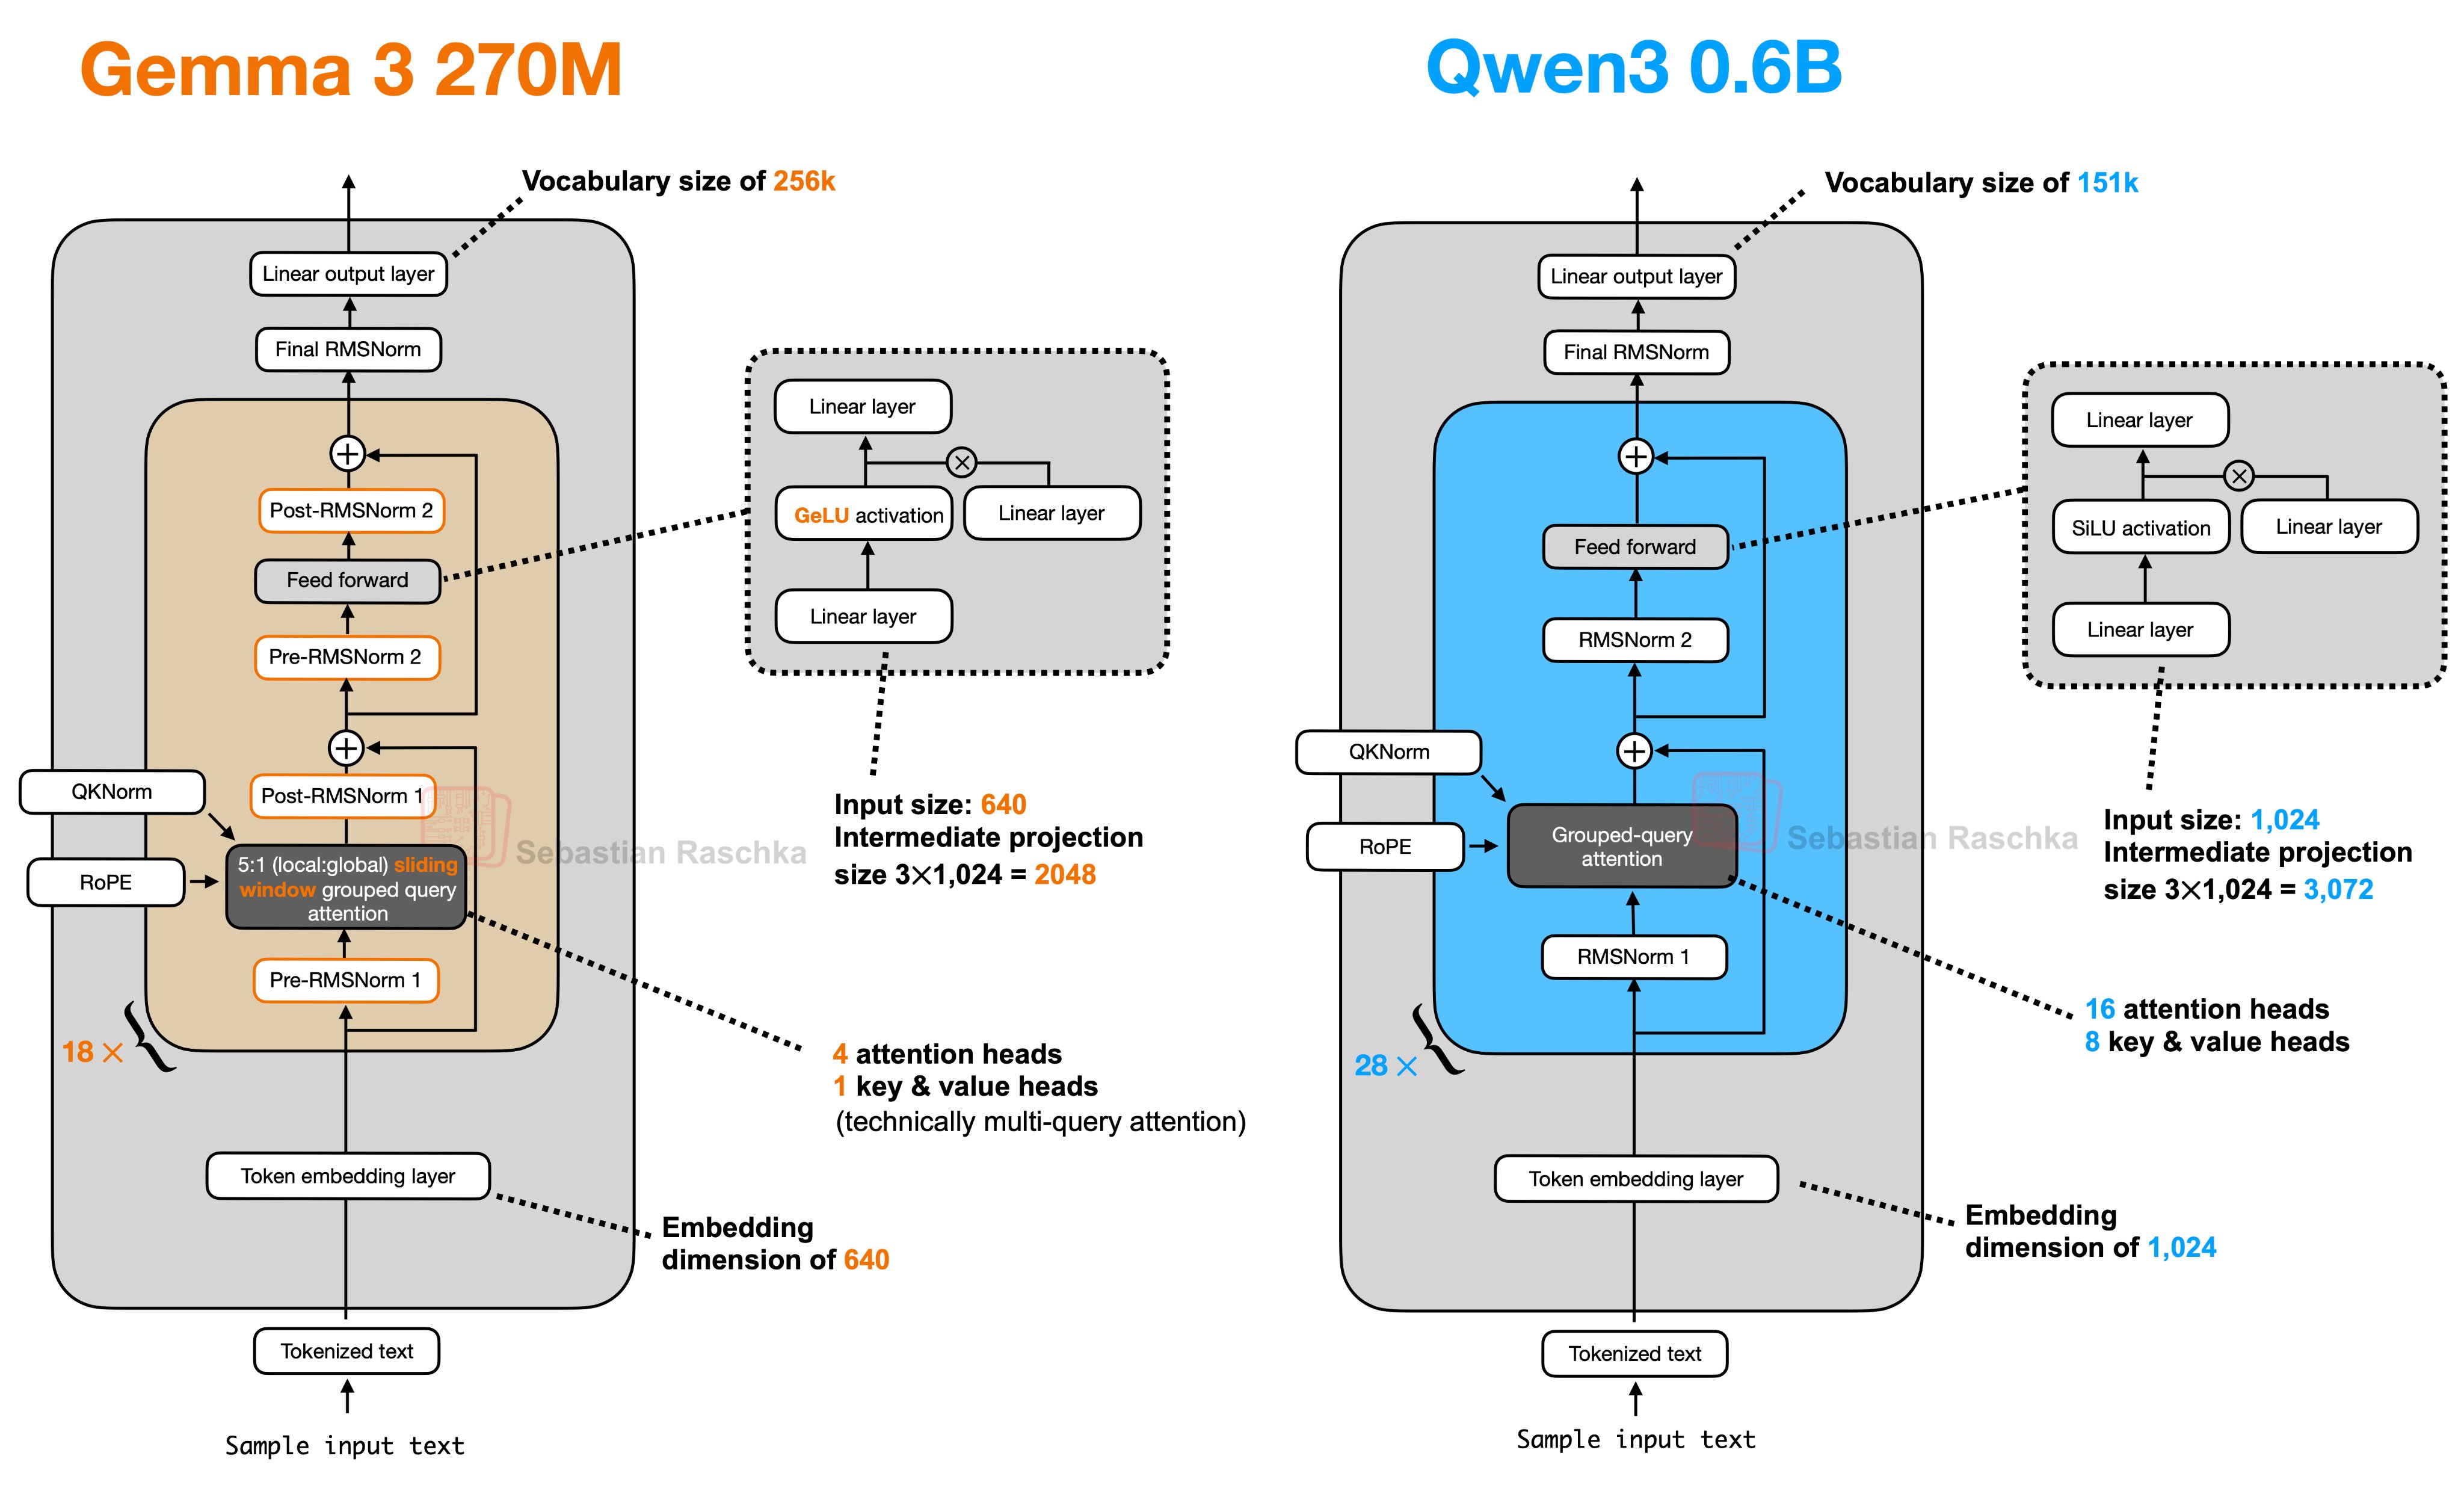 Gemma 3 270M
Vocabulary size of 256k
Linear output layer
Final RMSNorm
Post-RMSNorm 2
Feed forward
Pre-RMSNorm 2
Post-RMSNorm 1
QKNorm
RoPE
5:1 (local:global) sliding
window grouped query
attention
Pre-RMSNorm 1
18 ×
Token embedding layer
Tokenized text
Sample input text
Linear layer
GeLU activation
Linear layer
Linear layer
Input size: 640
Intermediate projection
size 3×1,024 = 2048
Sebastian Raschka
4 attention heads
1 key & value heads
(technically multi-query attention)
Embedding
dimension of 640
Qwen3 0.6B
Vocabulary size of 151k
Linear output layer
Final RMSNorm
Feed forward
RMSNorm 2
QKNorm
RoPE
Grouped-query
attention
RMSNorm 1
28 ×
Token embedding layer
Tokenized text
Sample input text
Linear layer
SiLU activation
Linear layer
Linear layer
Input size: 1,024
Intermediate projection
size 3×1,024 = 3,072
Sebastian Raschka
16 attention heads
8 key & value heads
Embedding
dimension of 1,024